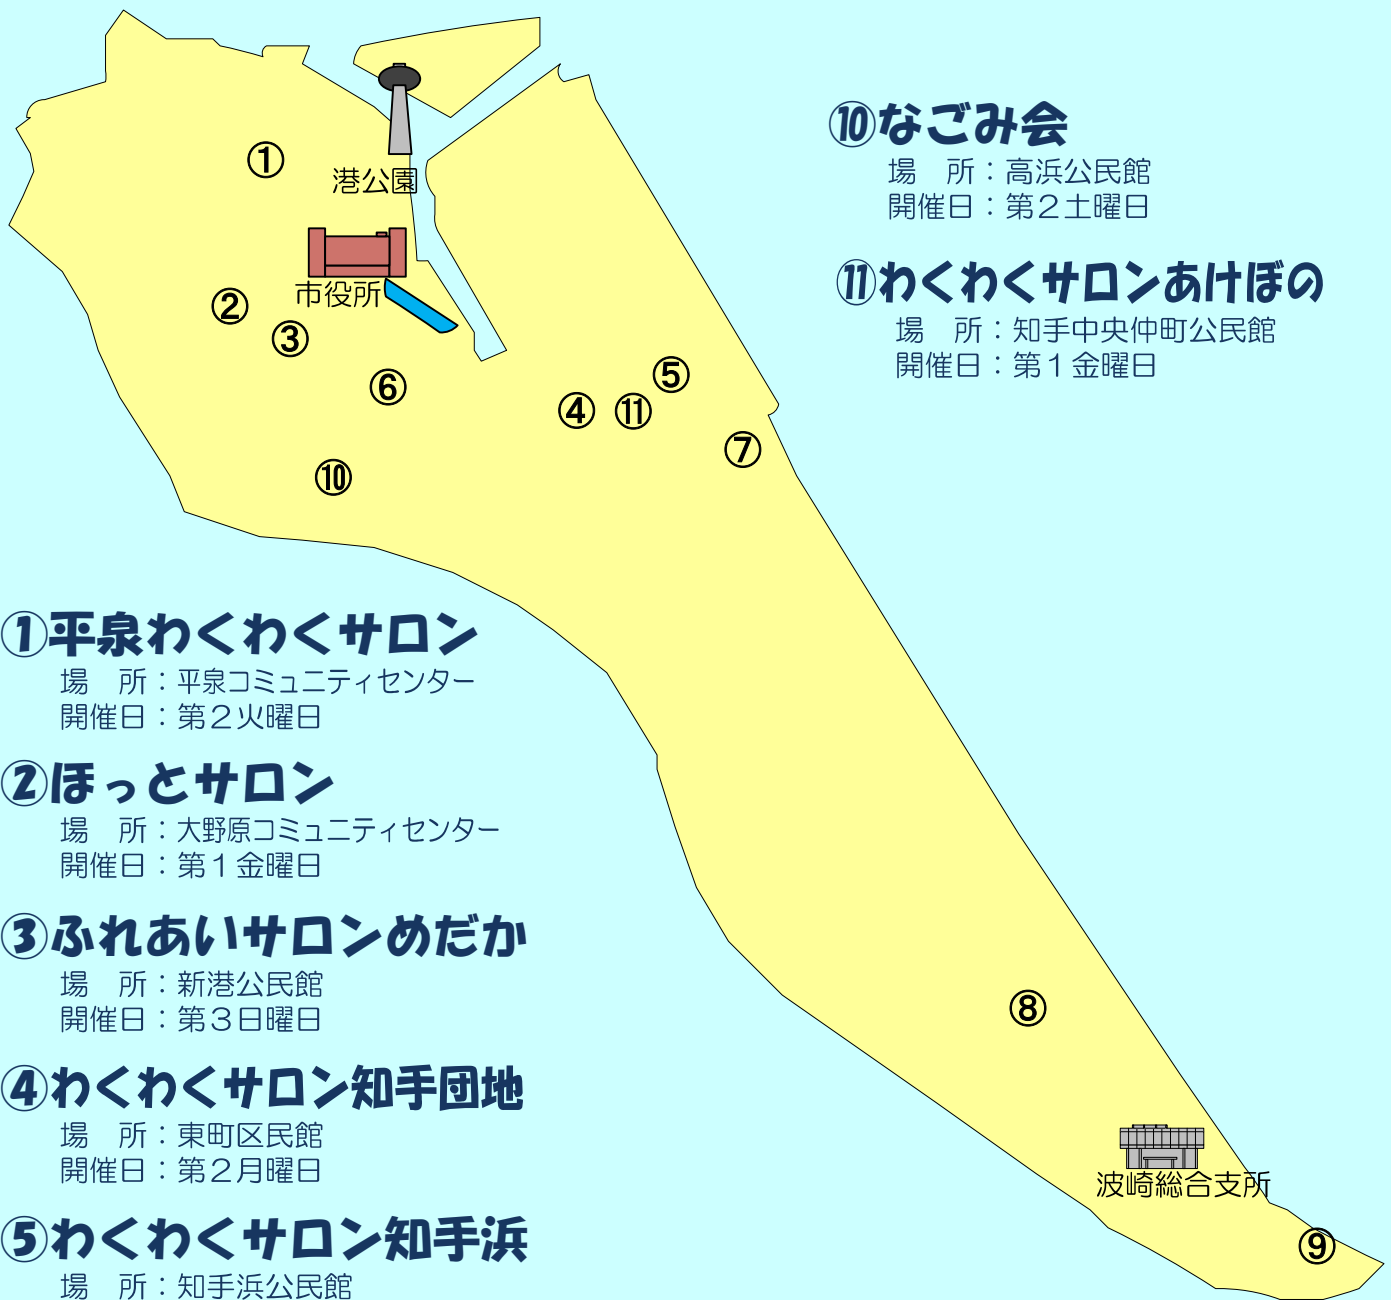 ⑩なごみ会
場　所：高浜公民館
開催日：第２土曜日
⑪わくわくサロンあけぼの
場　所：知手中央仲町公民館
開催日：第１金曜日
①
港公園
市役所
②
③
⑥
④
⑪
⑤
⑦
⑩
①平泉わくわくサロン
場　所：平泉コミュニティセンター
開催日：第２火曜日
②ほっとサロン
場　所：大野原コミュニティセンター
開催日：第１金曜日
③ふれあいサロンめだか
場　所：新港公民館
開催日：第３日曜日
④わくわくサロン知手団地
場　所：東町区民館
開催日：第２月曜日
⑤わくわくサロン知手浜
場　所：知手浜公民館
⑧
波崎総合支所
⑨